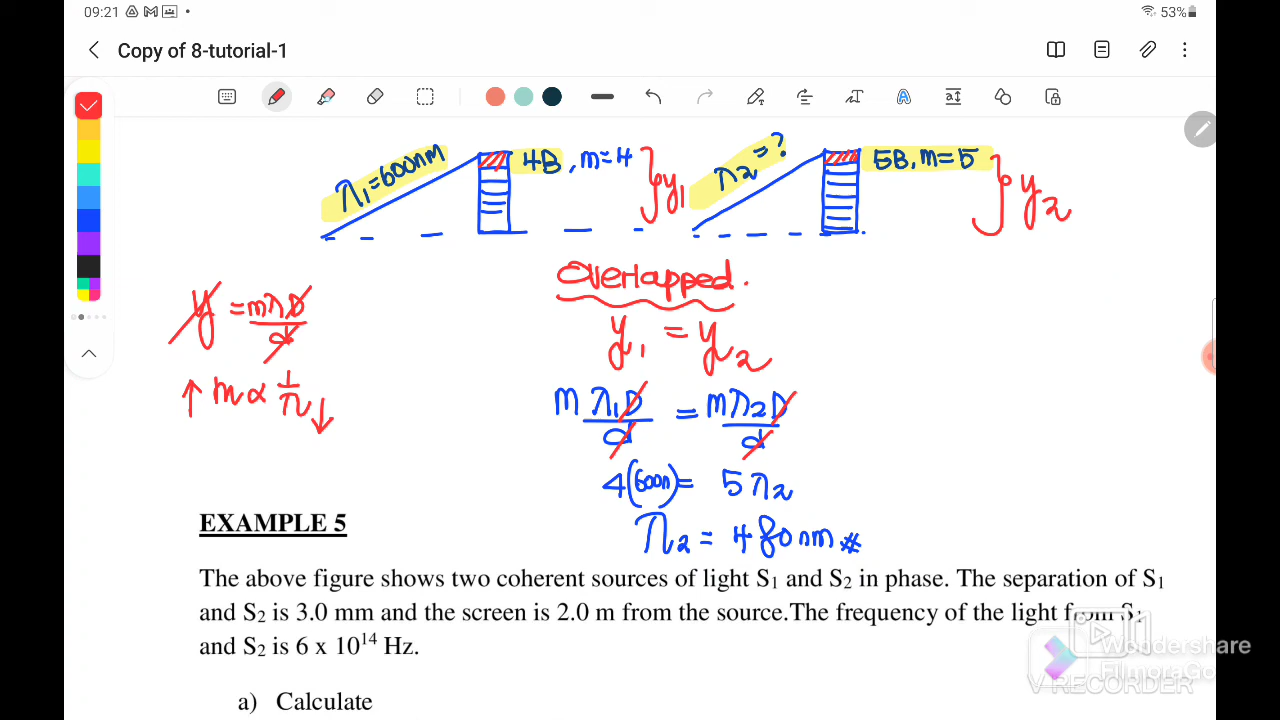 09:21
53%
Copy of 8-tutorial-1
λ1=600nm
4B, m=4
y1
λ2=?
5B, m=5
y2
Overlapped.
y = mλD/d
y1 = y2
↑ m ∝ 1/λ ↓
mλ1D/d = mλ2D/d
4(600n) = 5λ2
λ2 = 480nm #
EXAMPLE 5
The above figure shows two coherent sources of light S1 and S2 in phase. The separation of S1
and S2 is 3.0 mm and the screen is 2.0 m from the source.The frequency of the light from S1
and S2 is 6 x 10^14 Hz.
a) Calculate
Wondershare
FilmoraGo
V RECORDER